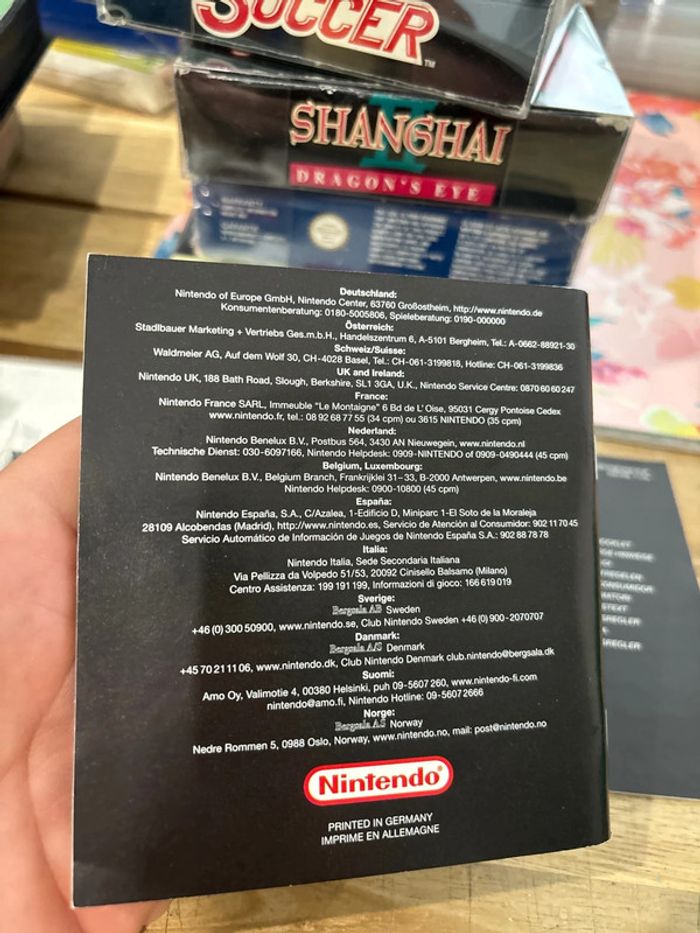 SOCCER
TM
SHANGHAI
II
DRAGON'S EYE
Deutschland:
Nintendo of Europe GmbH, Nintendo Center, 63760 Großostheim, http://www.nintendo.de
Konsumentenberatung: 0180-5005806, Spieleberatung: 0190-000000
Österreich:
Stadlbauer Marketing + Vertriebs Ges.m.b.H., Handelszentrum 6, A-5101 Bergheim, Tel.: A-0662-88921-30
Schweiz/Suisse:
Waldmeier AG, Auf dem Wolf 30, CH-4028 Basel, Tel.: CH-061-3199818, Hotline: CH-061-3199836
UK and Ireland:
Nintendo UK, 188 Bath Road, Slough, Berkshire, SL1 3GA, U.K., Nintendo Service Centre: 0870 60 60 247
France:
Nintendo France SARL, Immeuble "Le Montaigne" 6 Bd de L' Oise, 95031 Cergy Pontoise Cedex
www.nintendo.fr, tel.: 08 92 68 77 55 (34 cpm) ou 3615 NINTENDO (35 cpm)
Nederland:
Nintendo Benelux B.V., Postbus 564, 3430 AN Nieuwegein, www.nintendo.nl
Technische Dienst: 030-6097166, Nintendo Helpdesk: 0909-NINTENDO of 0909-0490444 (45 cpm)
Belgium, Luxembourg:
Nintendo Benelux B.V., Belgium Branch, Frankrijklei 31–33, B-2000 Antwerpen, www.nintendo.be
Nintendo Helpdesk: 0900-10800 (45 cpm)
España:
Nintendo España, S.A., C/Azalea, 1-Edificio D, Miniparc 1-El Soto de la Moraleja
28109 Alcobendas (Madrid), http://www.nintendo.es, Servicio de Atención al Consumidor: 902 11 70 45
Servicio Automático de Información de Juegos de Nintendo España S.A.: 902 88 78 78
Italia:
Nintendo Italia, Sede Secondaria Italiana
Via Pellizza da Volpedo 51/53, 20092 Cinisello Balsamo (Milano)
Centro Assistenza: 199 191 199, Informazioni di gioco: 166 619 019
Sverige:
Bergsala AB Sweden
+46 (0) 300 50900, www.nintendo.se, Club Nintendo Sweden +46 (0) 900-2070707
Danmark:
Bergsala A/S Denmark
+45 70 21 11 06, www.nintendo.dk, Club Nintendo Denmark club.nintendo@bergsala.dk
Suomi:
Amo Oy, Valimotie 4, 00380 Helsinki, puh 09-5607 260, www.nintendo-fi.com
nintendo@amo.fi, Nintendo Hotline: 09-5607 2666
Norge:
Bergsala AS Norway
Nedre Rommen 5, 0988 Oslo, Norway, www.nintendo.no, mail: post@nintendo.no
Nintendo®
PRINTED IN GERMANY
IMPRIME EN ALLEMAGNE